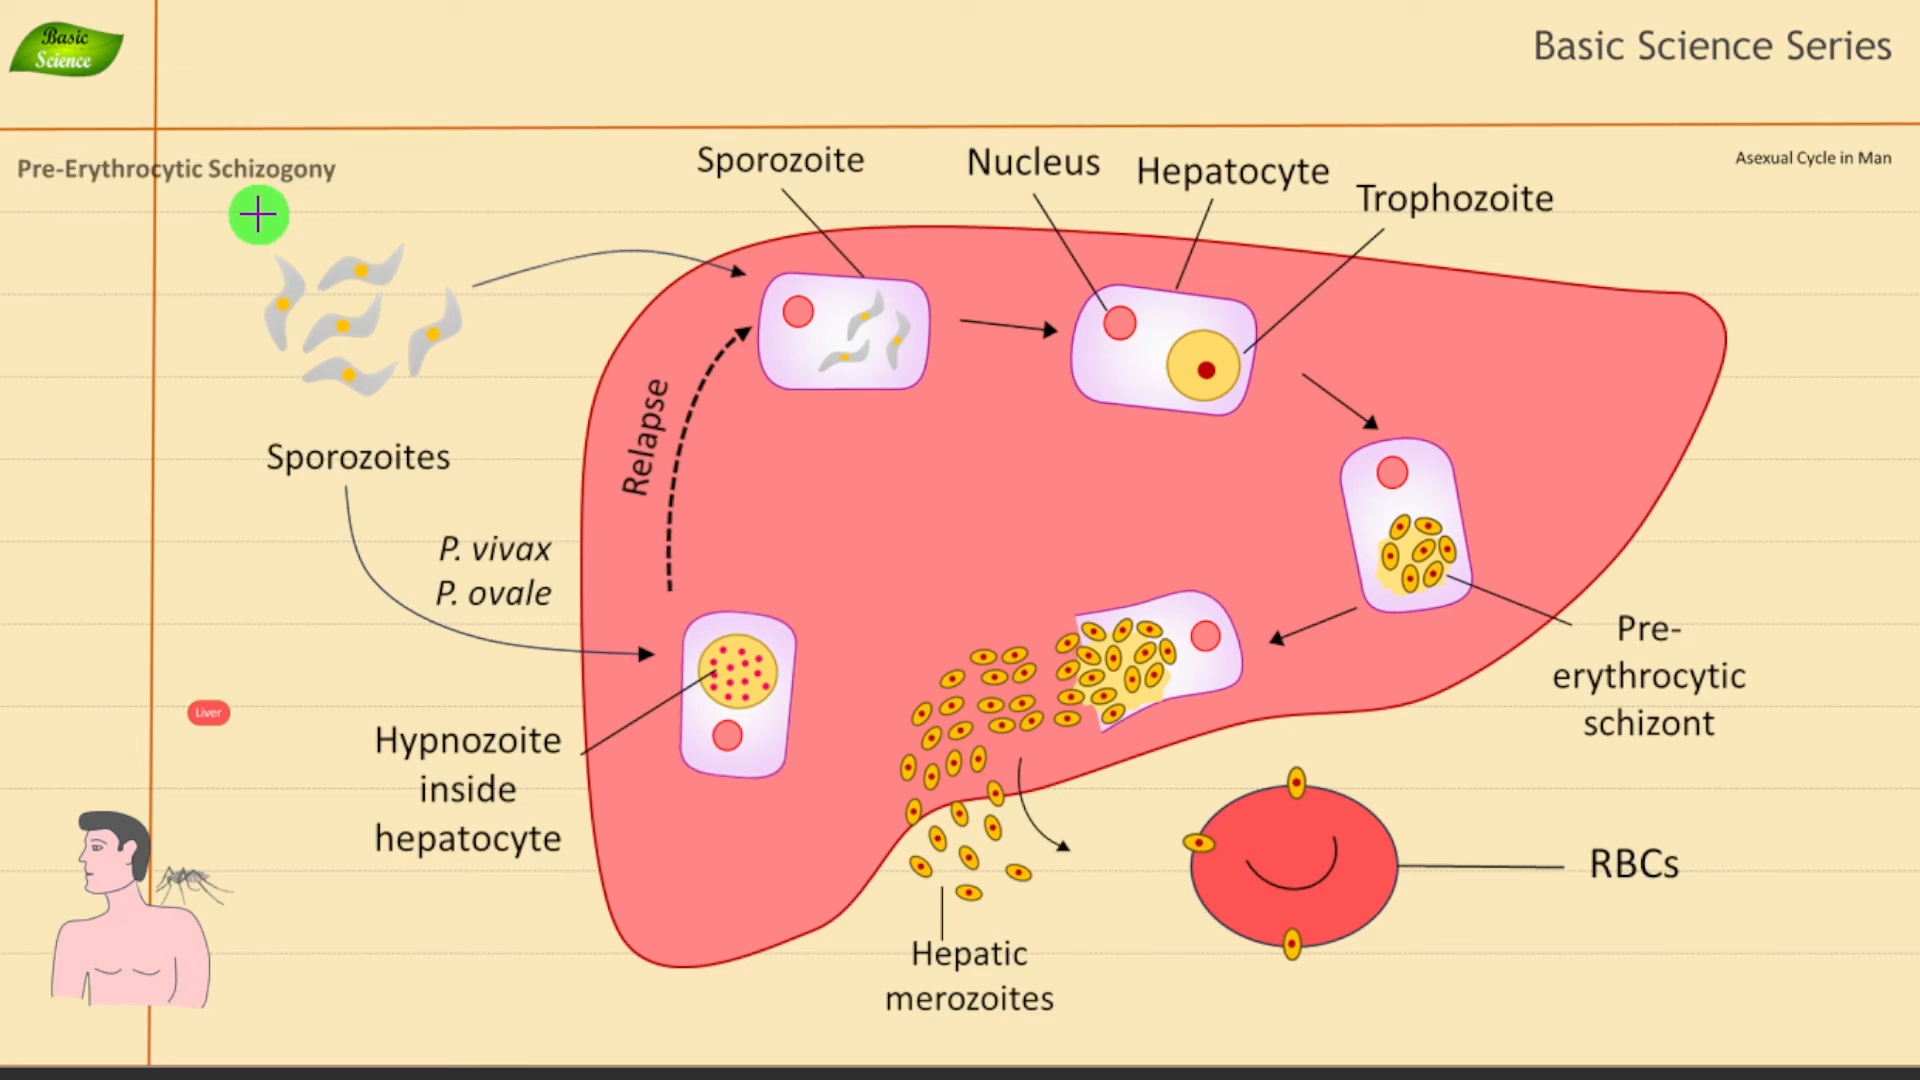 Basic
Science
Basic Science Series
Pre-Erythrocytic Schizogony
Asexual Cycle in Man
Sporozoite
Nucleus
Hepatocyte
Trophozoite
Sporozoites
Relapse
P. vivax
P. ovale
Pre-
erythrocytic
schizont
Liver
Hypnozoite
inside
hepatocyte
RBCs
Hepatic
merozoites